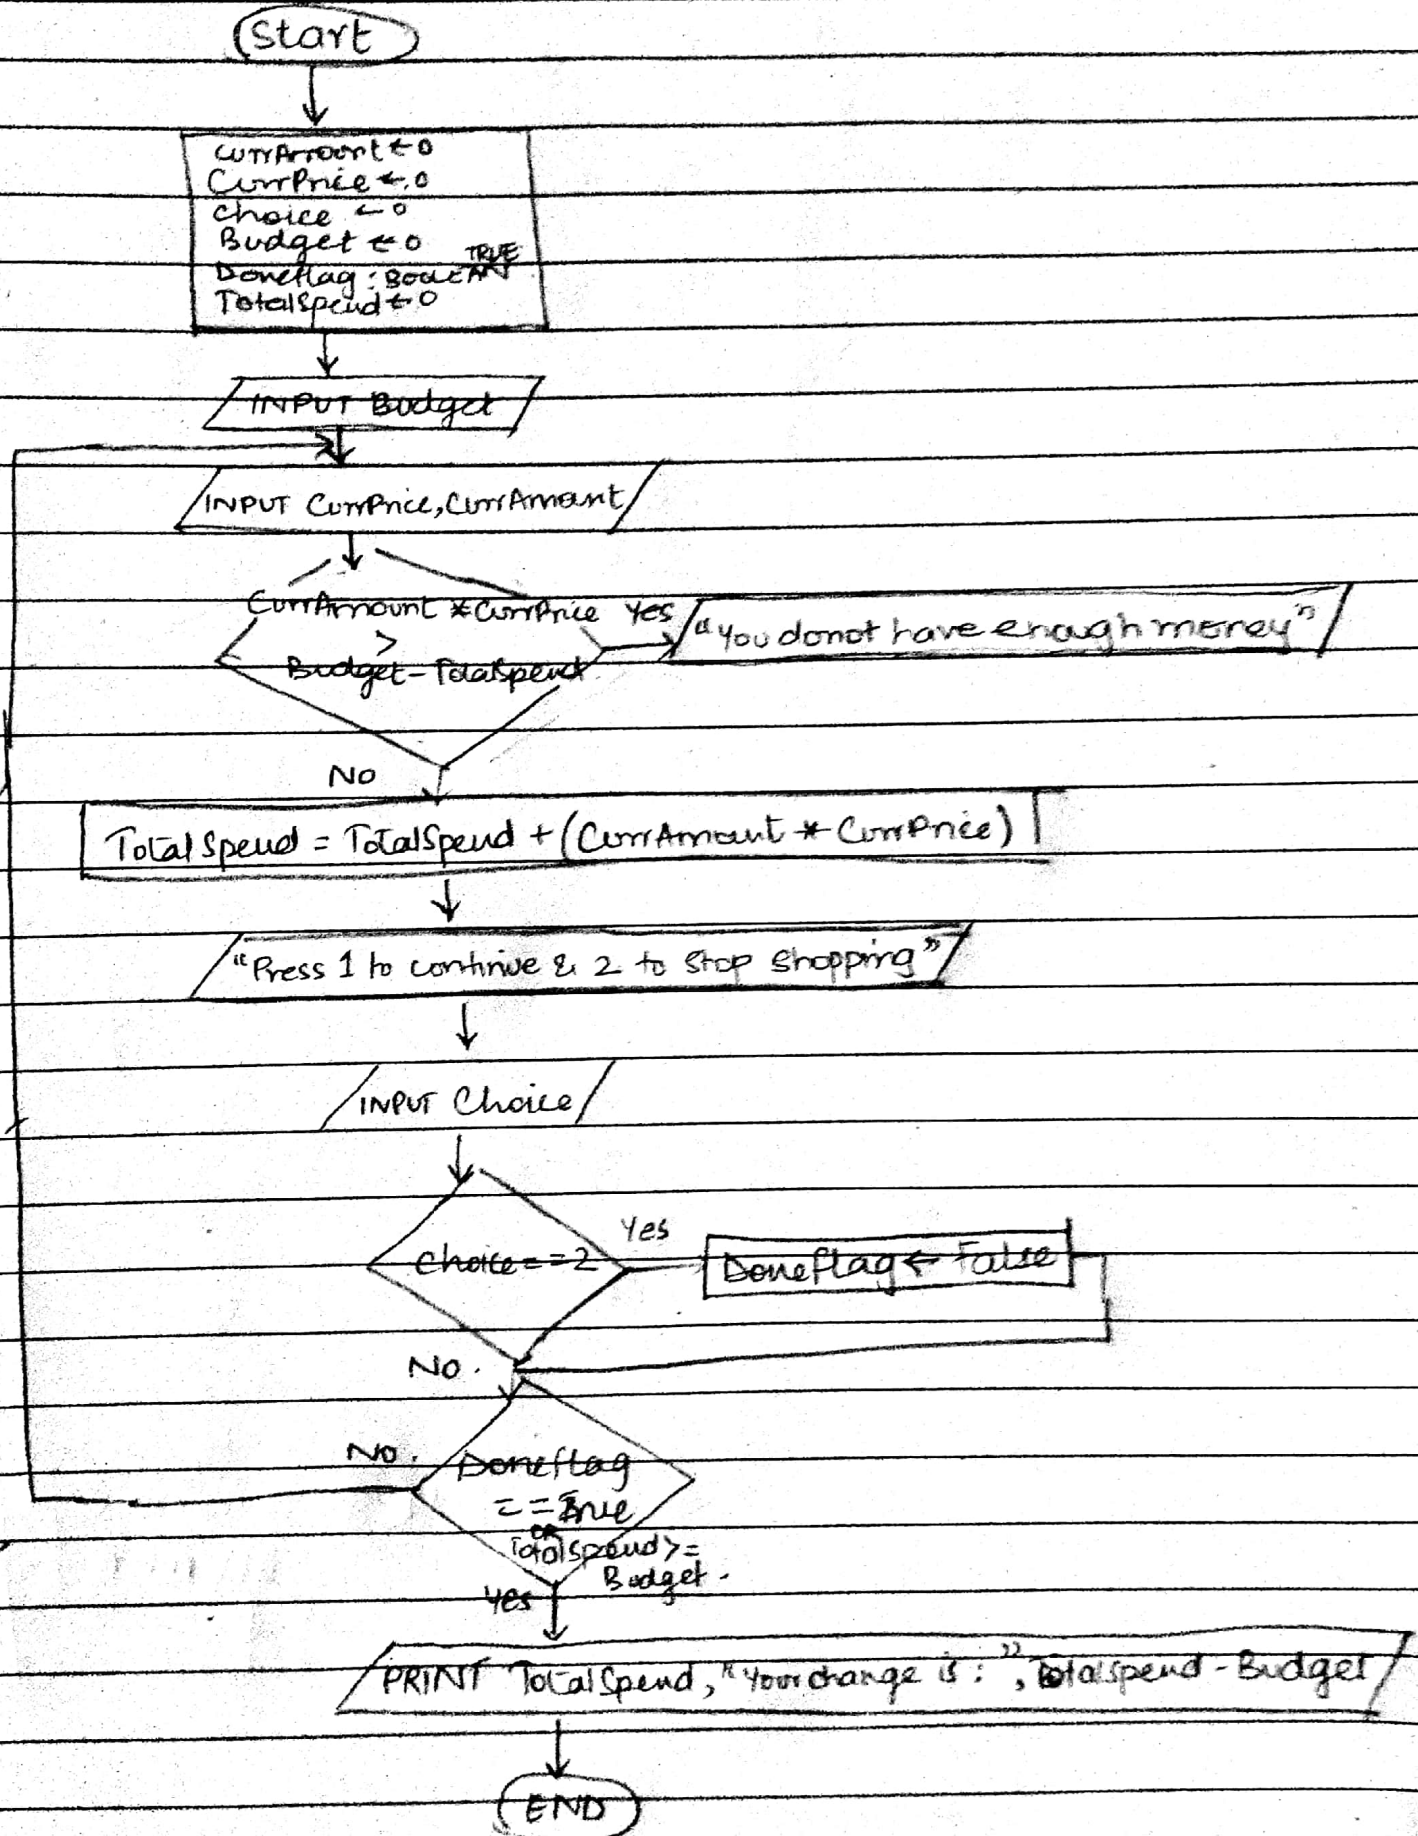 Start
CurrAmount ← 0
CurrPrice ← 0
Choice ← 0
Budget ← 0
TRUE
Doneflag : BOOLEAN
TotalSpend ← 0
INPUT Budget
INPUT CurrPrice, CurrAmount
CurrAmount * CurrPrice
>
Budget - TotalSpend
Yes
"You donot have enough money"
No
TotalSpend = TotalSpend + (CurrAmount * CurrPrice)
"Press 1 to continue & 2 to stop shopping"
INPUT Choice
Choice == 2
Yes
DoneFlag ← False
No.
No.
Doneflag
== True
OR
TotalSpend >=
Budget.
Yes
PRINT TotalSpend, "Your change is : ", Totalspend - Budget
END